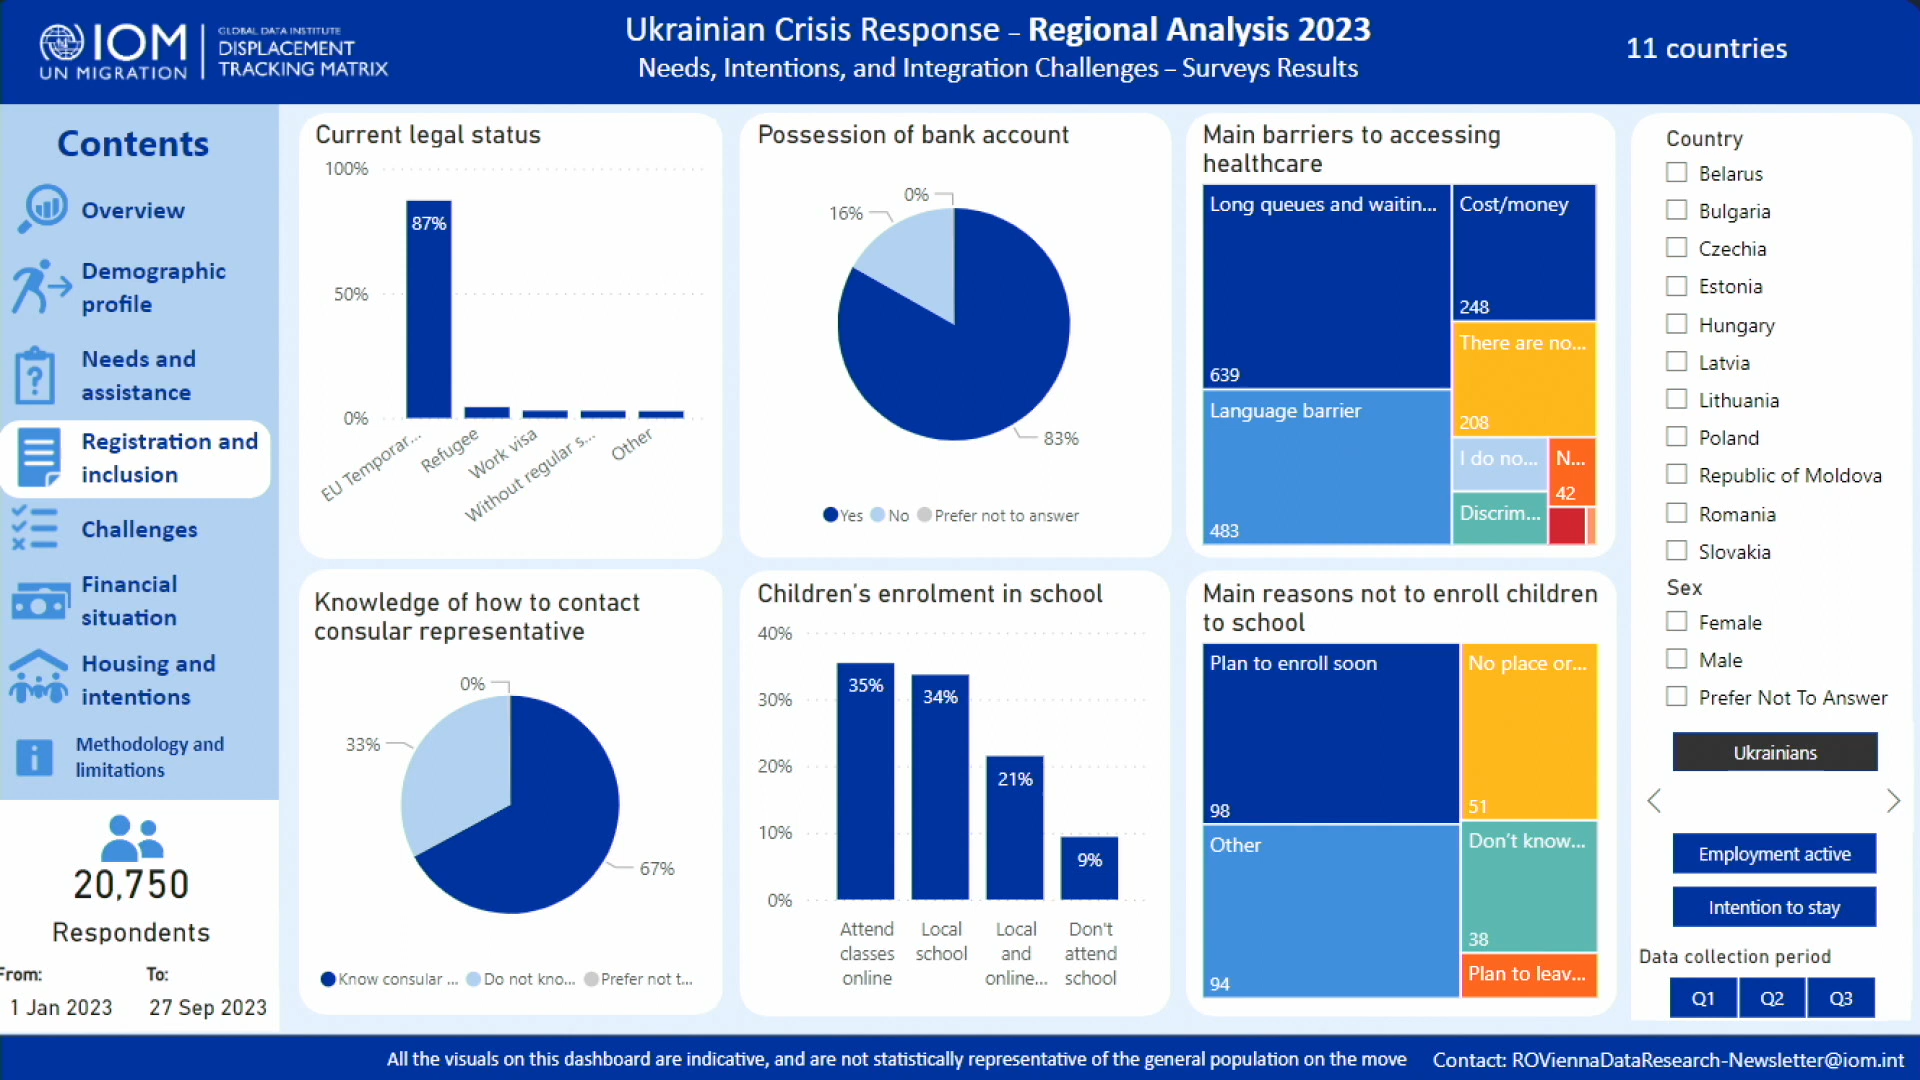 IOM
UN MIGRATION
GLOBAL DATA INSTITUTE
DISPLACEMENT
TRACKING MATRIX
Ukrainian Crisis Response – Regional Analysis 2023
Needs, Intentions, and Integration Challenges – Surveys Results
11 countries
Contents
Overview
Demographic
profile
Needs and
assistance
Registration and
inclusion
Challenges
Financial
situation
Housing and
intentions
Methodology and
limitations
20,750
Respondents
From:
To:
1 Jan 2023
27 Sep 2023
Current legal status
100%
50%
0%
87%
EU Temporar...
Refugee
Work visa
Without regular s...
Other
Possession of bank account
0%
16%
83%
Yes
No
Prefer not to answer
Main barriers to accessing
healthcare
Long queues and waitin...
639
Language barrier
483
Cost/money
248
There are no...
208
I do no...
N...
42
Discrim...
Knowledge of how to contact
consular representative
0%
33%
67%
Know consular ...
Do not kno...
Prefer not t...
Children's enrolment in school
40%
30%
20%
10%
0%
35%
34%
21%
9%
Attend
classes
online
Local
school
Local
and
online...
Don't
attend
school
Main reasons not to enroll children
to school
Plan to enroll soon
98
Other
94
No place or...
51
Don't know...
38
Plan to leav...
Country
Belarus
Bulgaria
Czechia
Estonia
Hungary
Latvia
Lithuania
Poland
Republic of Moldova
Romania
Slovakia
Sex
Female
Male
Prefer Not To Answer
Ukrainians
Employment active
Intention to stay
Data collection period
Q1
Q2
Q3
All the visuals on this dashboard are indicative, and are not statistically representative of the general population on the move
Contact: ROViennaDataResearch-Newsletter@iom.int